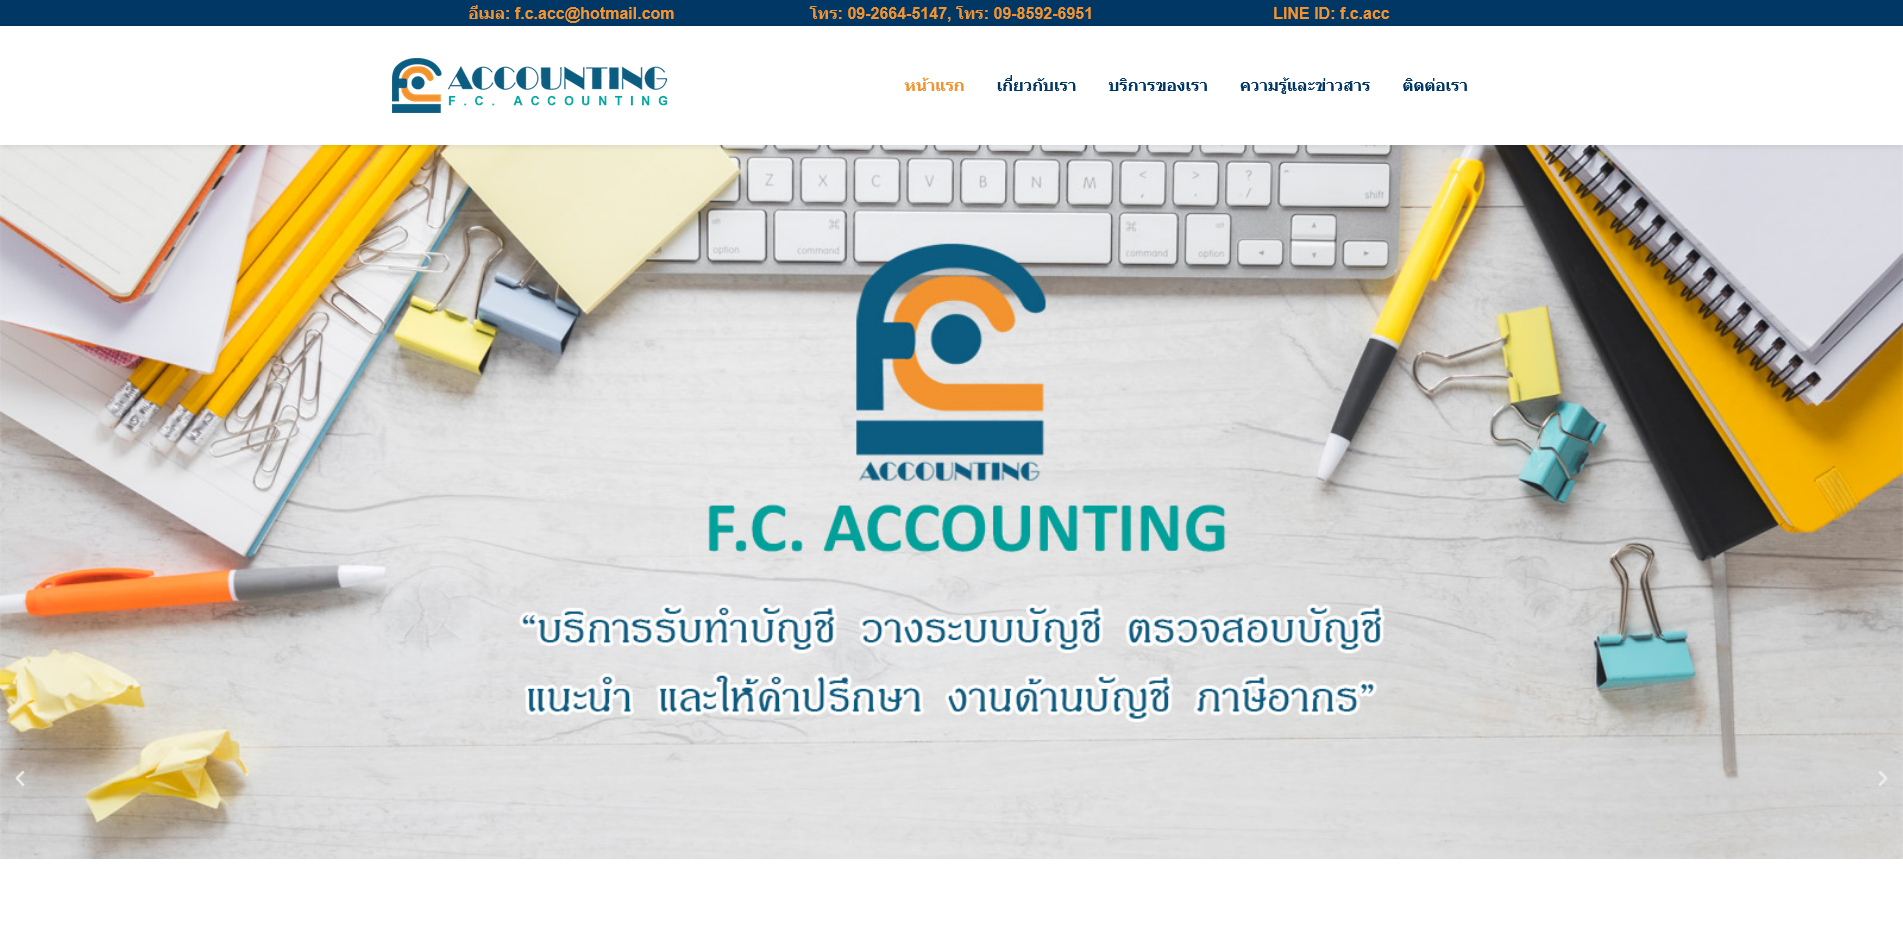 อีเมล: f.c.acc@hotmail.com
โทร: 09-2664-5147, โทร: 09-8592-6951
LINE ID: f.c.acc
ACCOUNTING
F.C. ACCOUNTING
หน้าแรก
เกี่ยวกับเรา
บริการของเรา
ความรู้และข่าวสาร
ติดต่อเรา
Z X C V B N M < , > . ? /
shift
alt option
⌘ command
⌘ command
alt option
FC
ACCOUNTING
F.C. ACCOUNTING
“บริการรับทำบัญชี วางระบบบัญชี ตรวจสอบบัญชี
แนะนำ และให้คำปรึกษา งานด้านบัญชี ภาษีอากร”